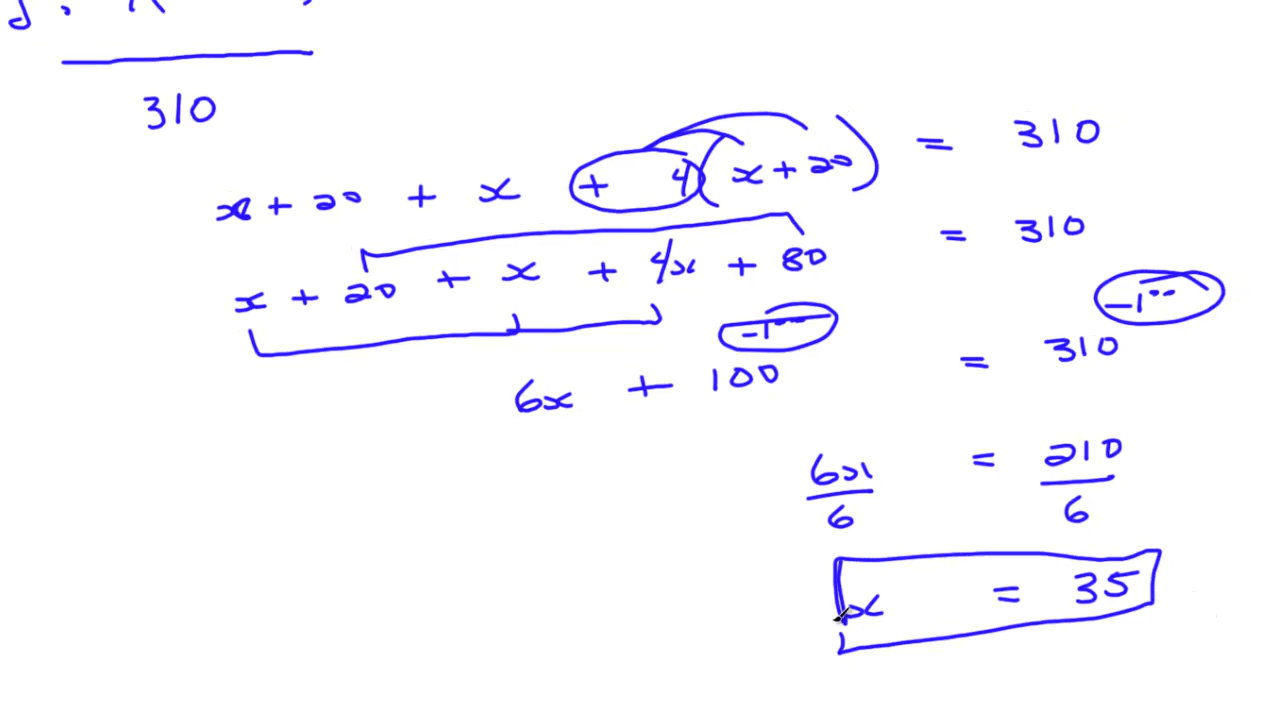 310
x + 20 + x + 4(x + 20) = 310
x + 20 + x + 4x + 80 = 310
-100 -100
6x + 100 = 310
6x = 210
6 6
x = 35